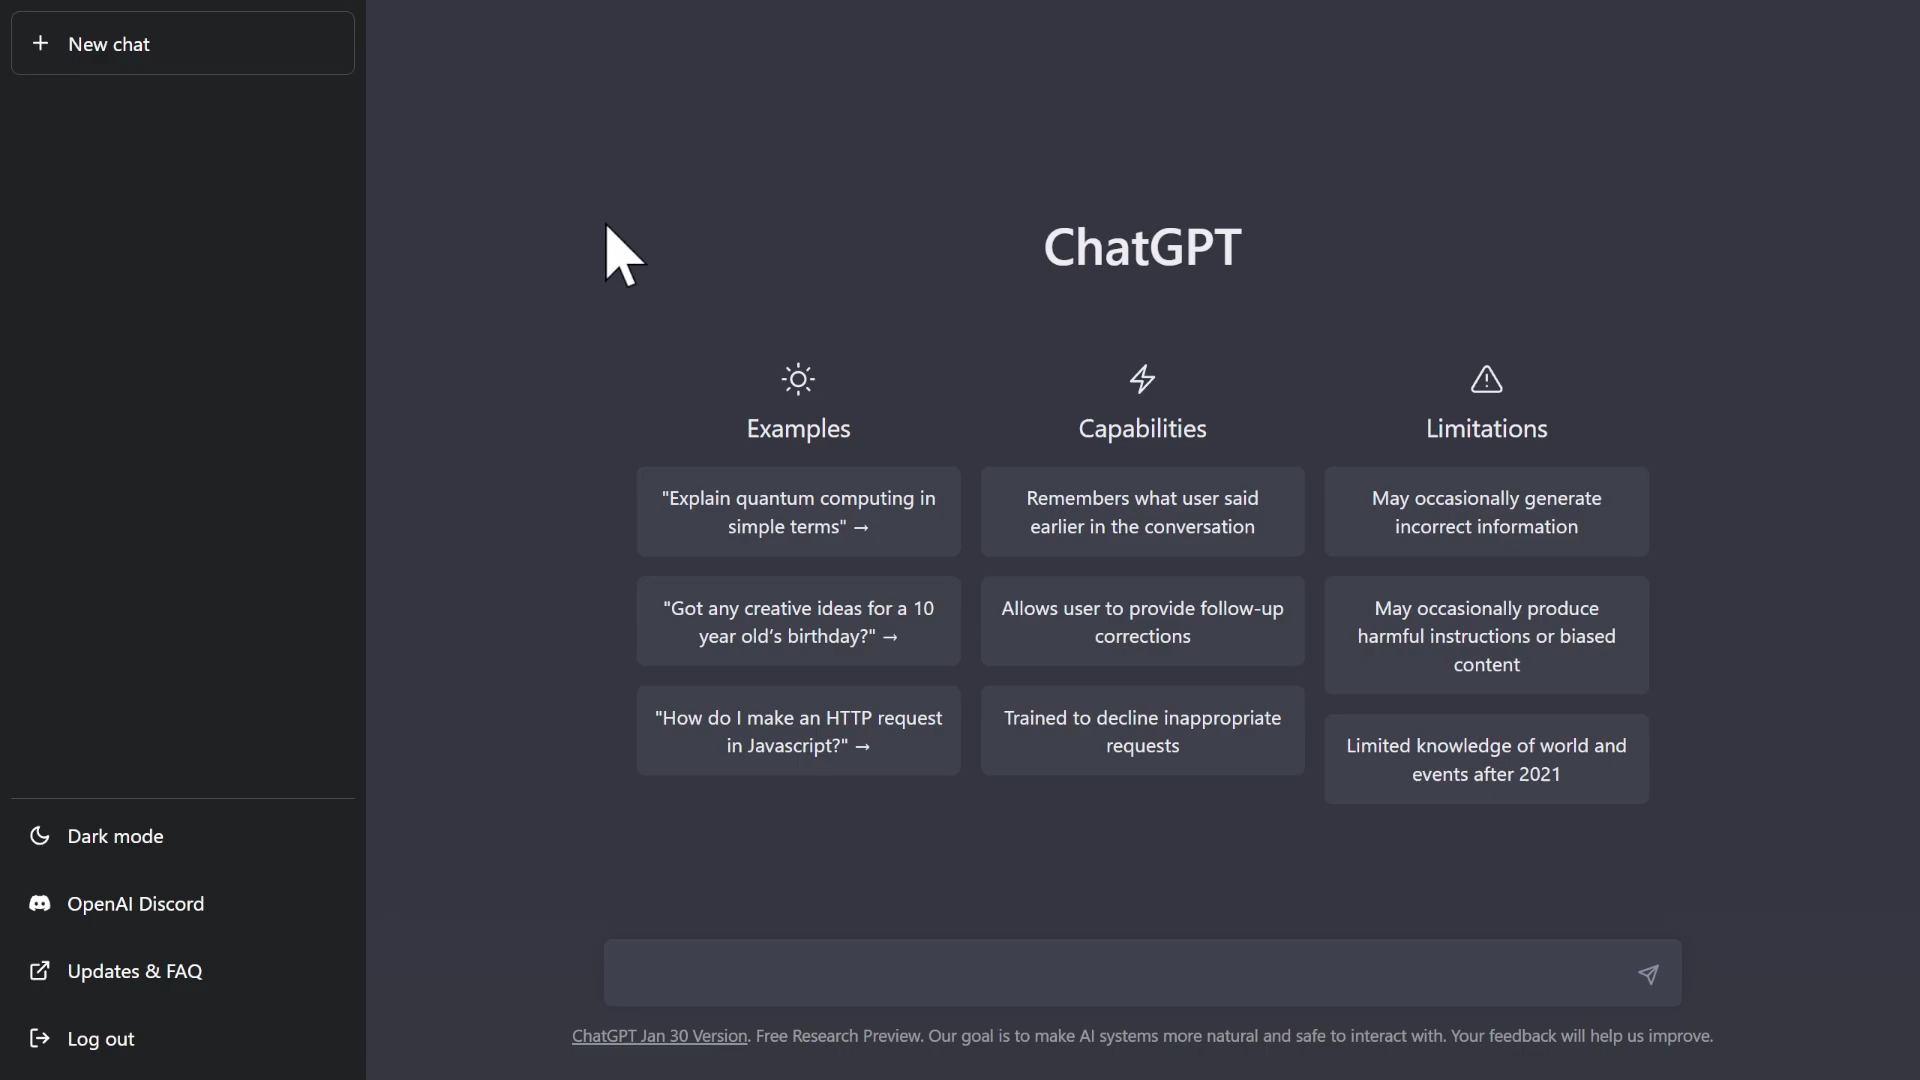 New chat
ChatGPT
Examples
"Explain quantum computing in
simple terms" →
"Got any creative ideas for a 10
year old's birthday?" →
"How do I make an HTTP request
in Javascript?" →
Capabilities
Remembers what user said
earlier in the conversation
Allows user to provide follow-up
corrections
Trained to decline inappropriate
requests
Limitations
May occasionally generate
incorrect information
May occasionally produce
harmful instructions or biased
content
Limited knowledge of world and
events after 2021
Dark mode
OpenAI Discord
Updates & FAQ
Log out
ChatGPT Jan 30 Version. Free Research Preview. Our goal is to make AI systems more natural and safe to interact with. Your feedback will help us improve.